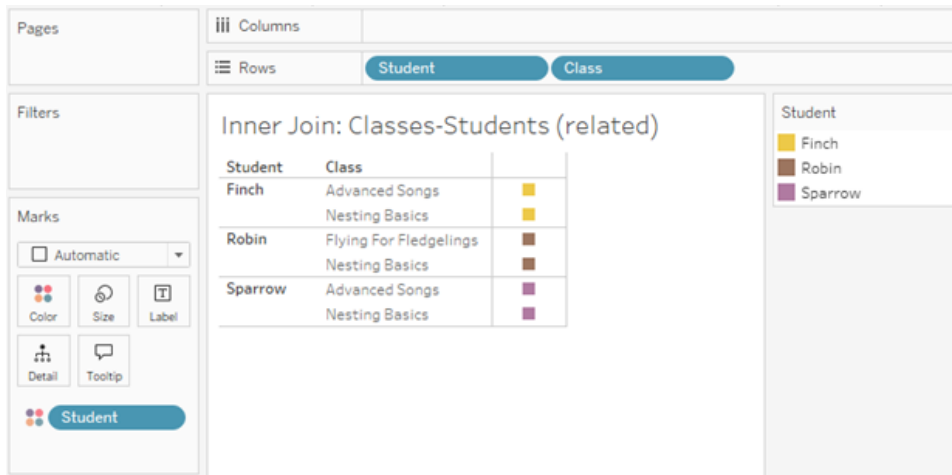 Pages
Columns
Rows Student Class
Filters
Inner Join: Classes-Students (related)
Student Class
Finch Advanced Songs
Nesting Basics
Robin Flying For Fledgelings
Nesting Basics
Sparrow Advanced Songs
Nesting Basics
Student
Finch
Robin
Sparrow
Marks
Automatic
Color Size Label
Detail Tooltip
Student